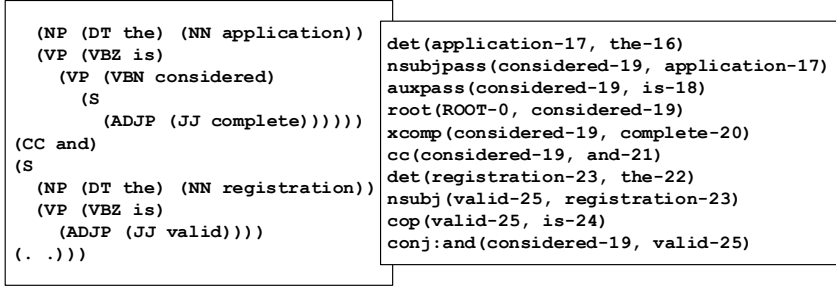 (NP (DT the) (NN application))
(VP (VBZ is)
(VP (VBN considered)
(S
(ADJP (JJ complete))))))
(CC and)
(S
(NP (DT the) (NN registration))
(VP (VBZ is)
(ADJP (JJ valid))))
(. .)))
det(application-17, the-16)
nsubjpass(considered-19, application-17)
auxpass(considered-19, is-18)
root(ROOT-0, considered-19)
xcomp(considered-19, complete-20)
cc(considered-19, and-21)
det(registration-23, the-22)
nsubj(valid-25, registration-23)
cop(valid-25, is-24)
conj:and(considered-19, valid-25)